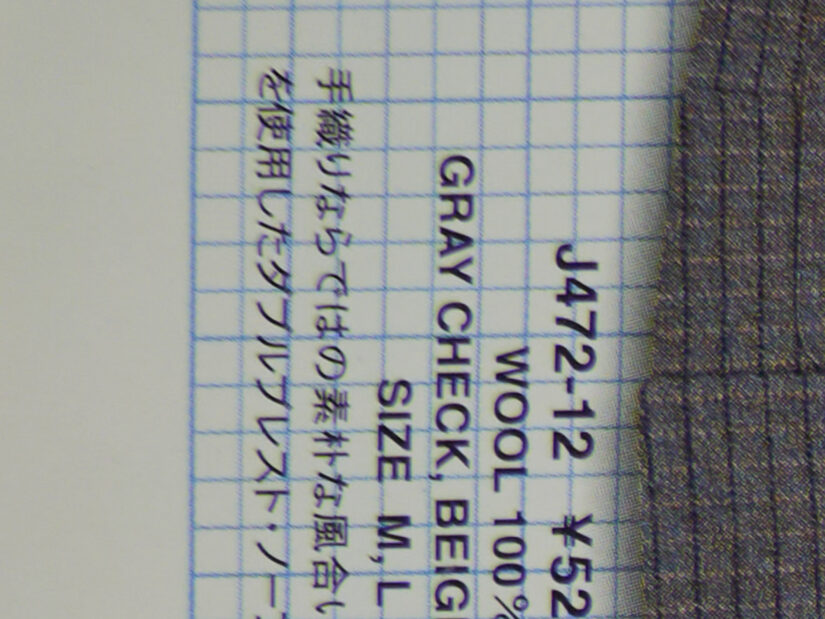 J472-12 ¥52
WOOL 100%
GRAY CHECK, BEIG
SIZE M, L
手織りならではの素朴な風合い
を使用したダブルブレスト・ノー